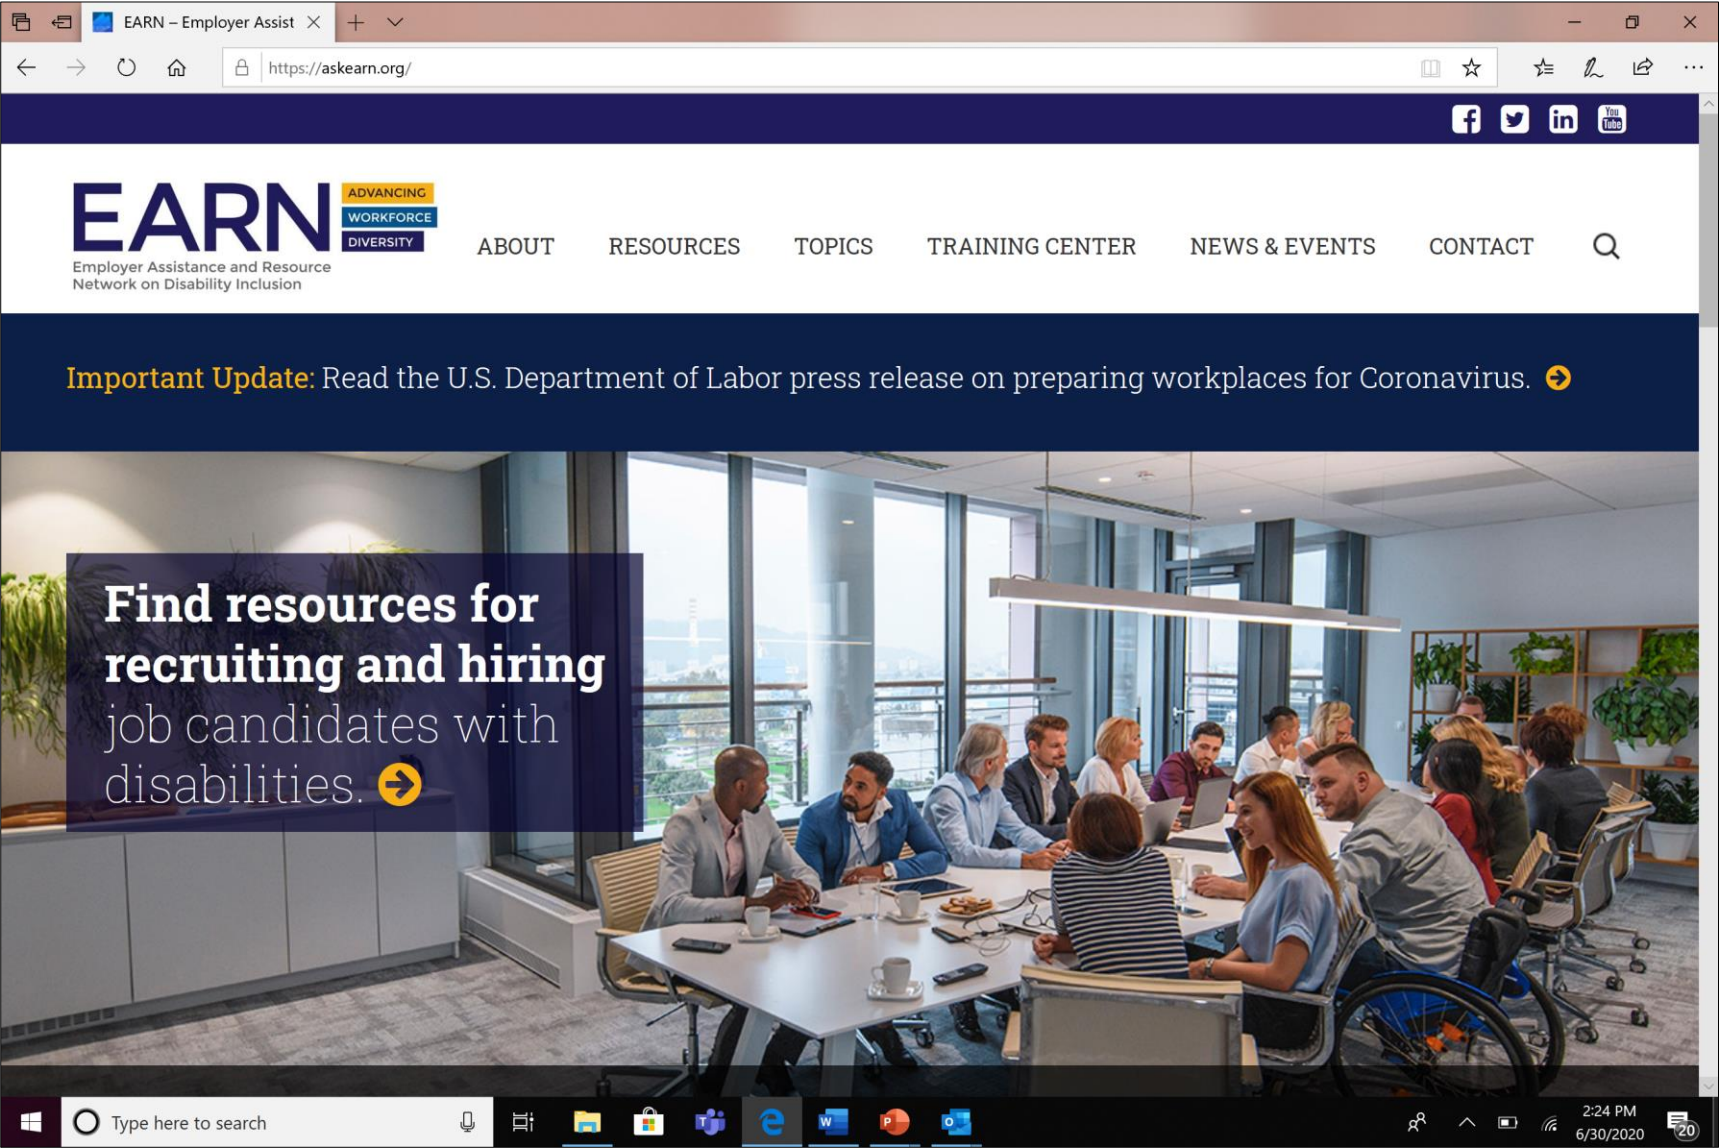 EARN – Employer Assist
https://askearn.org/
You
Tube
EARN
ADVANCING
WORKFORCE
DIVERSITY
Employer Assistance and Resource
Network on Disability Inclusion
ABOUT RESOURCES TOPICS TRAINING CENTER NEWS & EVENTS CONTACT
Important Update: Read the U.S. Department of Labor press release on preparing workplaces for Coronavirus.
Find resources for
recruiting and hiring
job candidates with
disabilities.
Type here to search
2:24 PM
6/30/2020
20